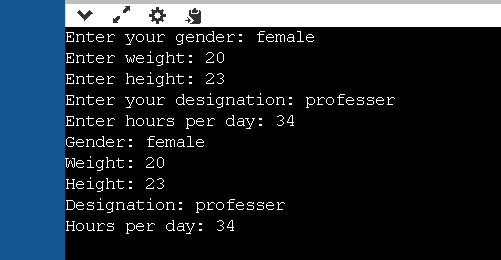 Enter your gender: female
Enter weight: 20
Enter height: 23
Enter your designation: professer
Enter hours per day: 34
Gender: female
Weight: 20
Height: 23
Designation: professer
Hours per day: 34